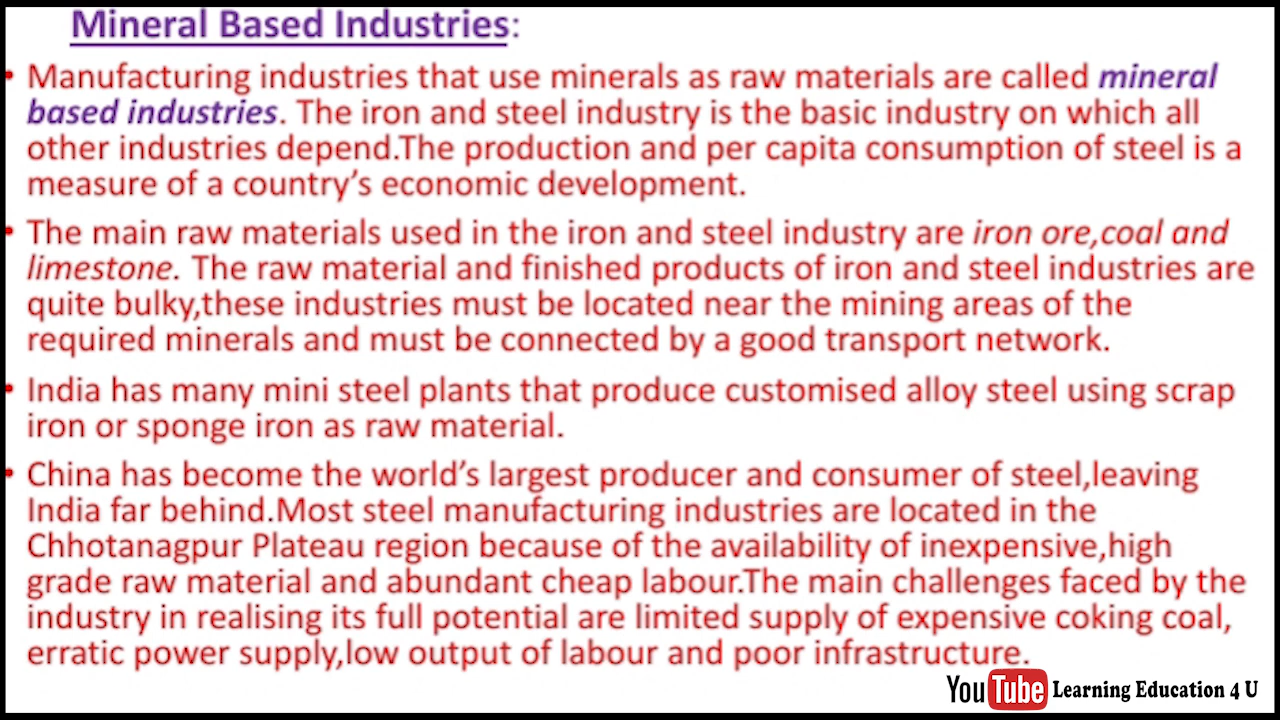 Mineral Based Industries:
• Manufacturing industries that use minerals as raw materials are called mineral
based industries. The iron and steel industry is the basic industry on which all
other industries depend.The production and per capita consumption of steel is a
measure of a country’s economic development.
• The main raw materials used in the iron and steel industry are iron ore,coal and
limestone. The raw material and finished products of iron and steel industries are
quite bulky,these industries must be located near the mining areas of the
required minerals and must be connected by a good transport network.
• India has many mini steel plants that produce customised alloy steel using scrap
iron or sponge iron as raw material.
• China has become the world’s largest producer and consumer of steel,leaving
India far behind.Most steel manufacturing industries are located in the
Chhotanagpur Plateau region because of the availability of inexpensive,high
grade raw material and abundant cheap labour.The main challenges faced by the
industry in realising its full potential are limited supply of expensive coking coal,
erratic power supply,low output of labour and poor infrastructure.
YouTube Learning Education 4 U